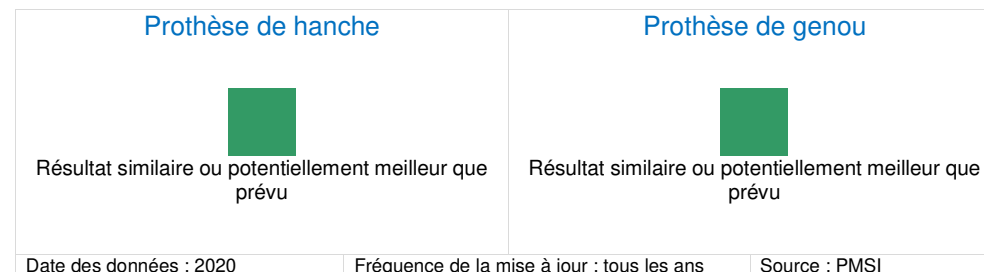 Prothèse de hanche
Résultat similaire ou potentiellement meilleur que
prévu
Prothèse de genou
Résultat similaire ou potentiellement meilleur que
prévu
Date des données : 2020
Fréquence de la mise à jour : tous les ans
Source : PMSI